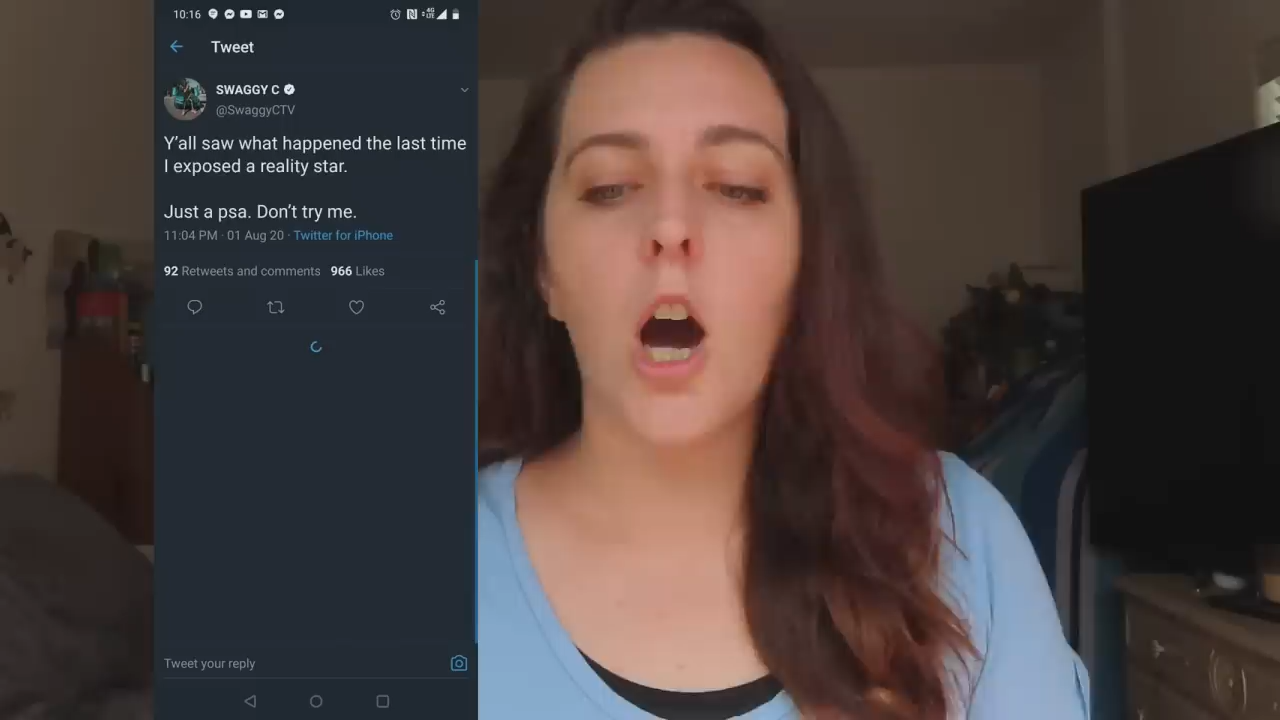 10:16
4G
LTE
Tweet
SWAGGY C
@SwaggyCTV
Y'all saw what happened the last time
I exposed a reality star.
Just a psa. Don't try me.
11:04 PM · 01 Aug 20 · Twitter for iPhone
92 Retweets and comments 966 Likes
Tweet your reply